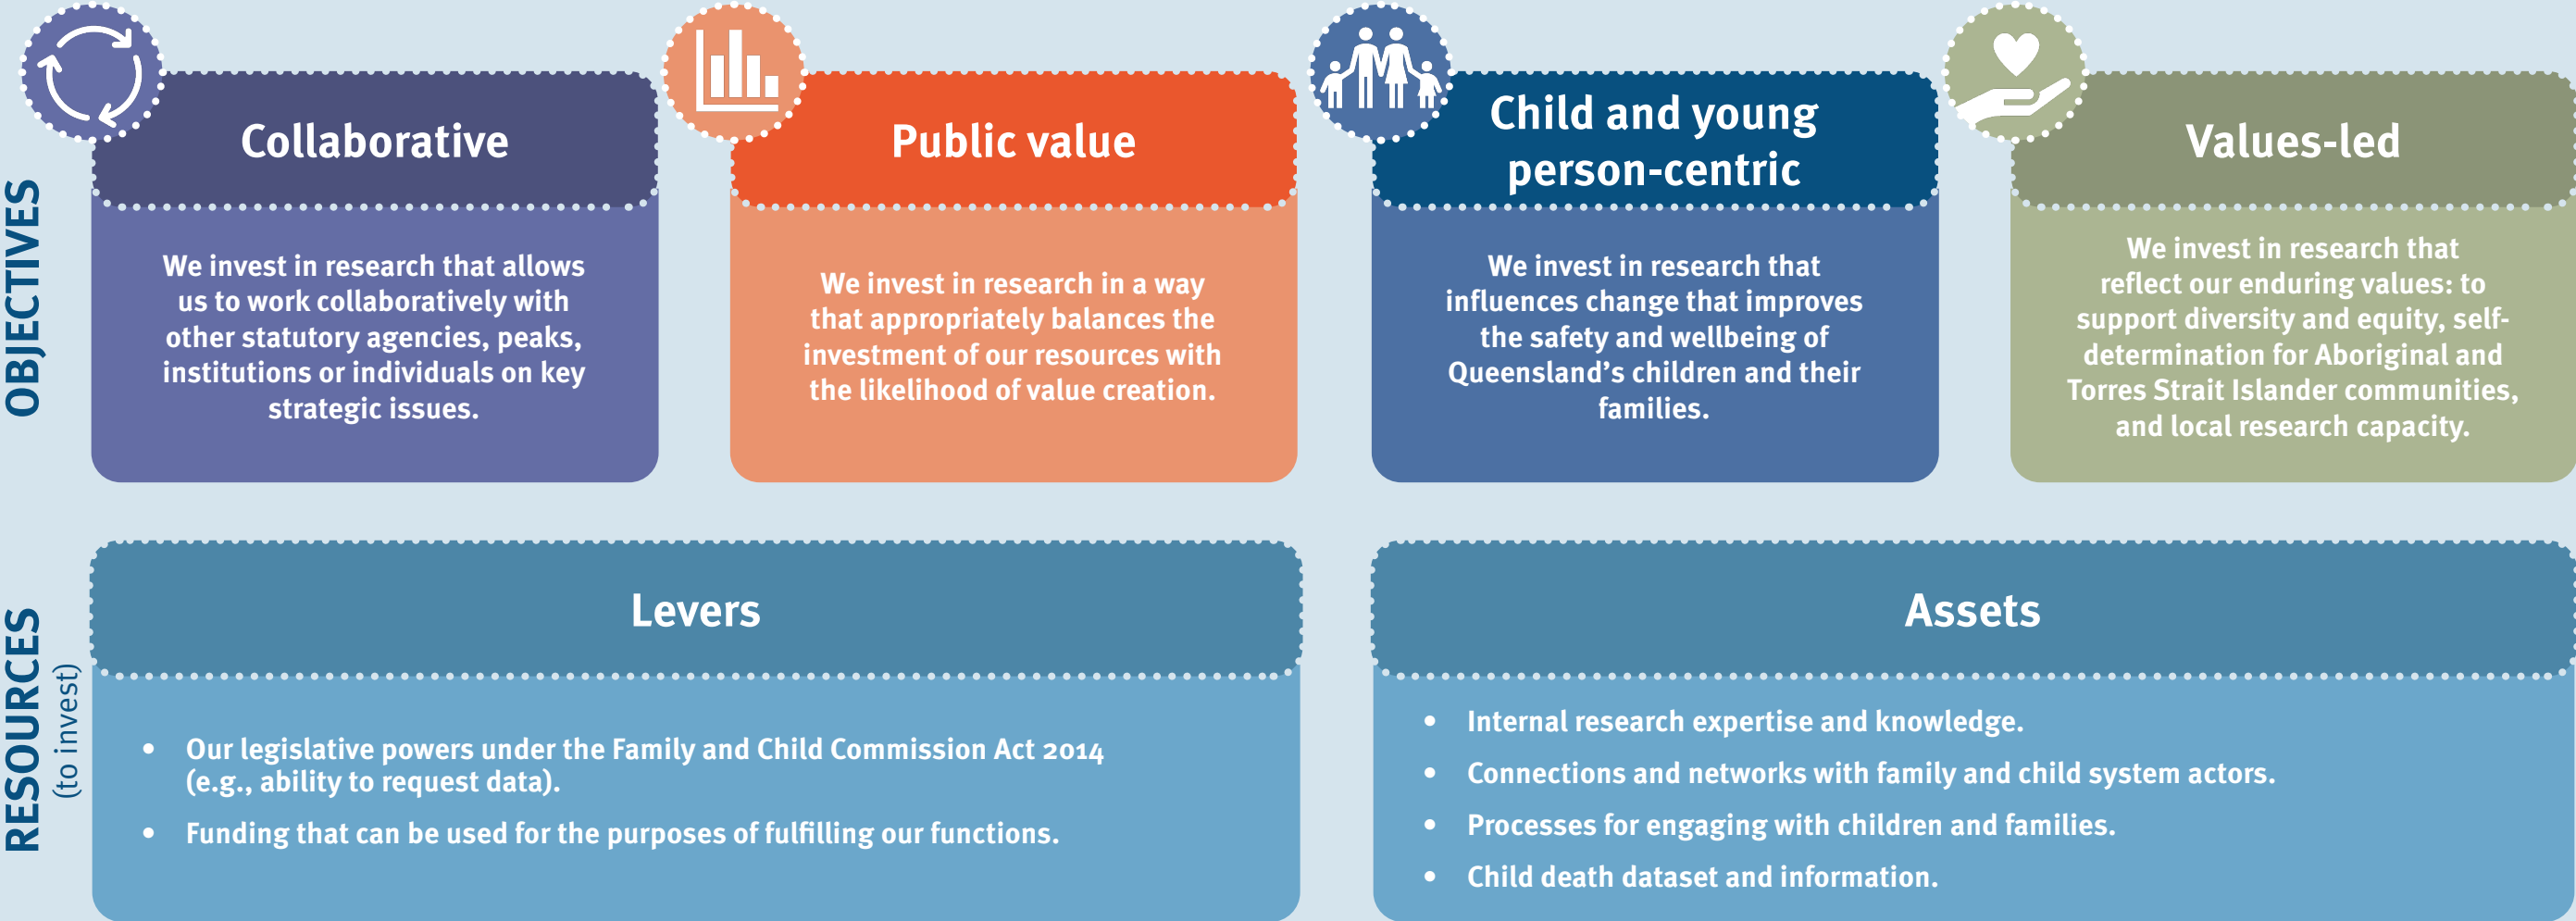 OBJECTIVES
Collaborative
We invest in research that allows
us to work collaboratively with
other statutory agencies, peaks,
institutions or individuals on key
strategic issues.
Public value
We invest in research in a way
that appropriately balances the
investment of our resources with
the likelihood of value creation.
Child and young
person-centric
We invest in research that
influences change that improves
the safety and wellbeing of
Queensland’s children and their
families.
Values-led
We invest in research that
reflect our enduring values: to
support diversity and equity, self-
determination for Aboriginal and
Torres Strait Islander communities,
and local research capacity.
RESOURCES
(to invest)
Levers
• Our legislative powers under the Family and Child Commission Act 2014
(e.g., ability to request data).
• Funding that can be used for the purposes of fulfilling our functions.
Assets
• Internal research expertise and knowledge.
• Connections and networks with family and child system actors.
• Processes for engaging with children and families.
• Child death dataset and information.